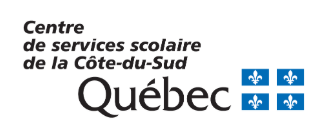 Centre
de services scolaire
de la Côte-du-Sud
Québec